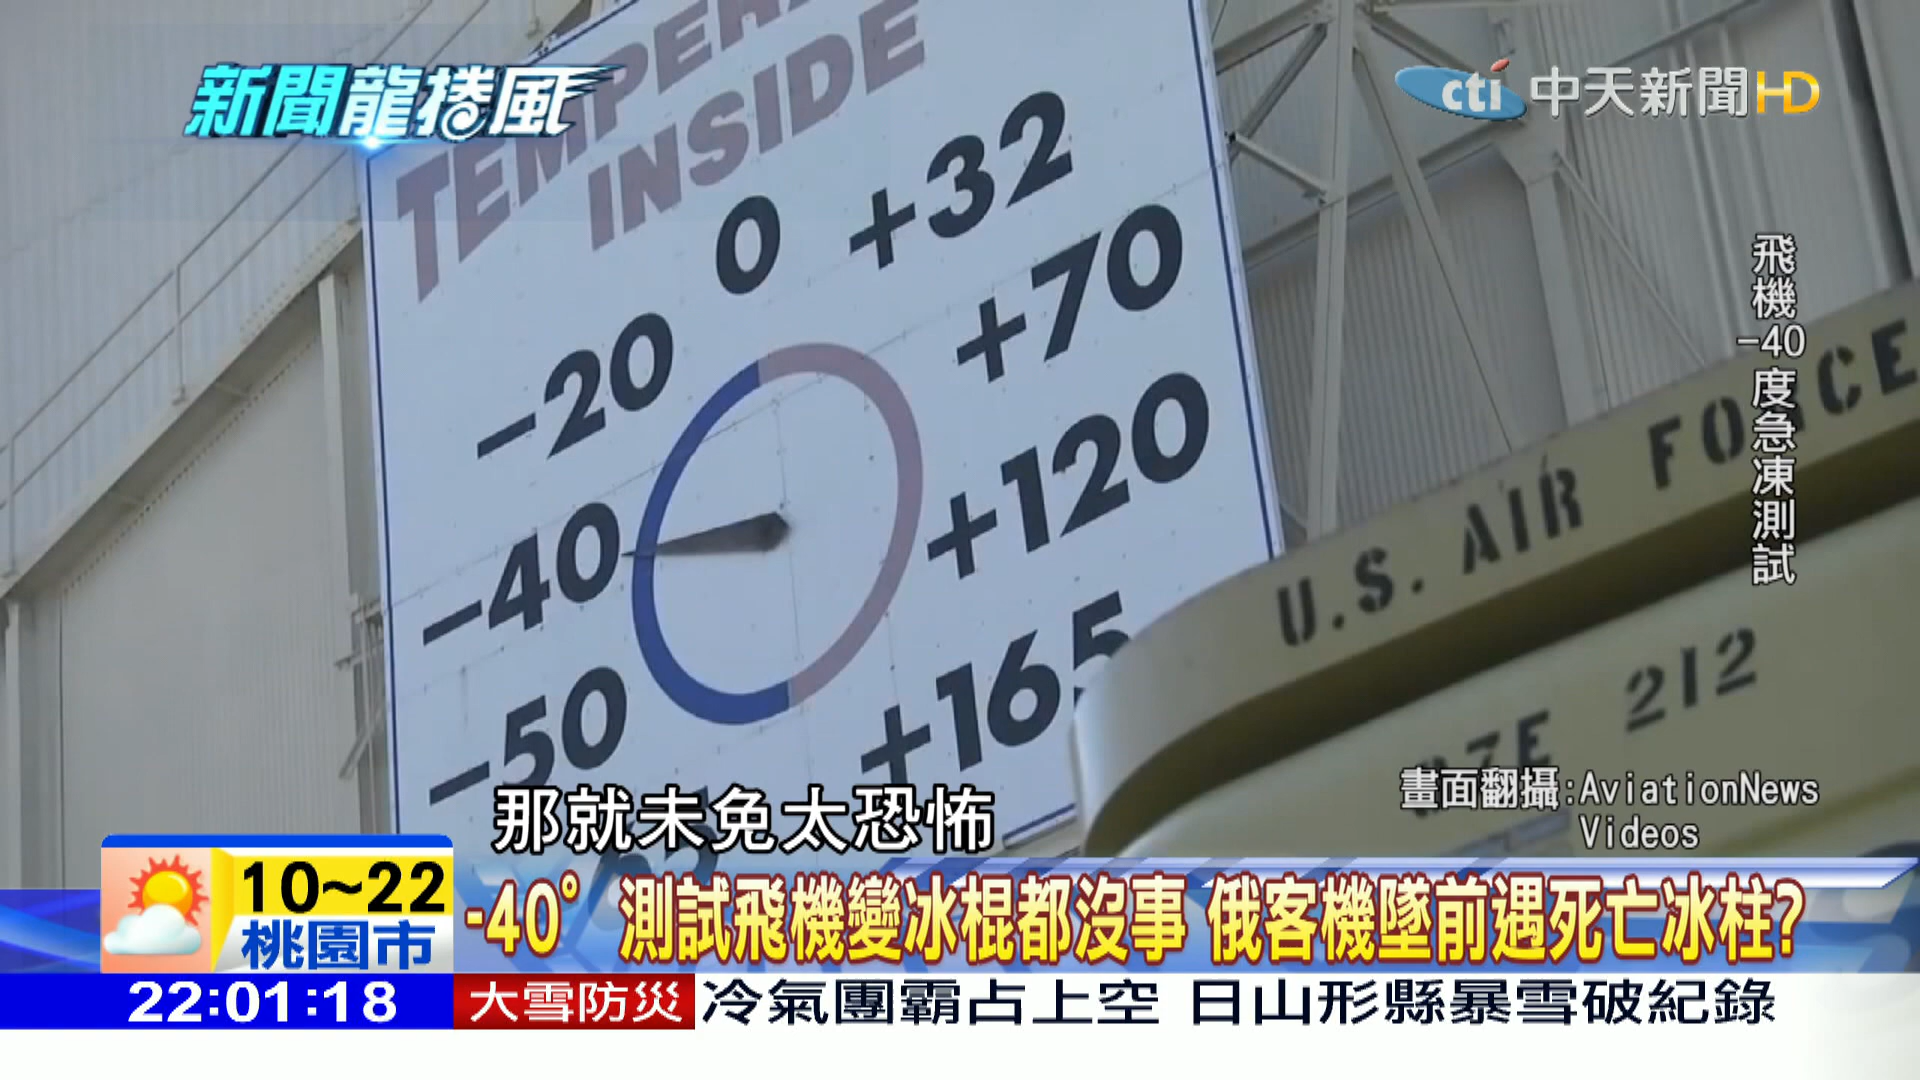 新聞龍捲風
cti 中天新聞HD
INSIDE
0
+32
-20
+70
-40
+120
-50
+165
U.S. AIR FORCE
212
飛機-40度急凍測試
畫面翻攝:AviationNews
Videos
那就未免太恐怖
10~22
桃園市
-40° 測試飛機變冰棍都沒事 俄客機墜前遇死亡冰柱?
22:01:18
大雪防災
冷氣團霸占上空 日山形縣暴雪破紀錄